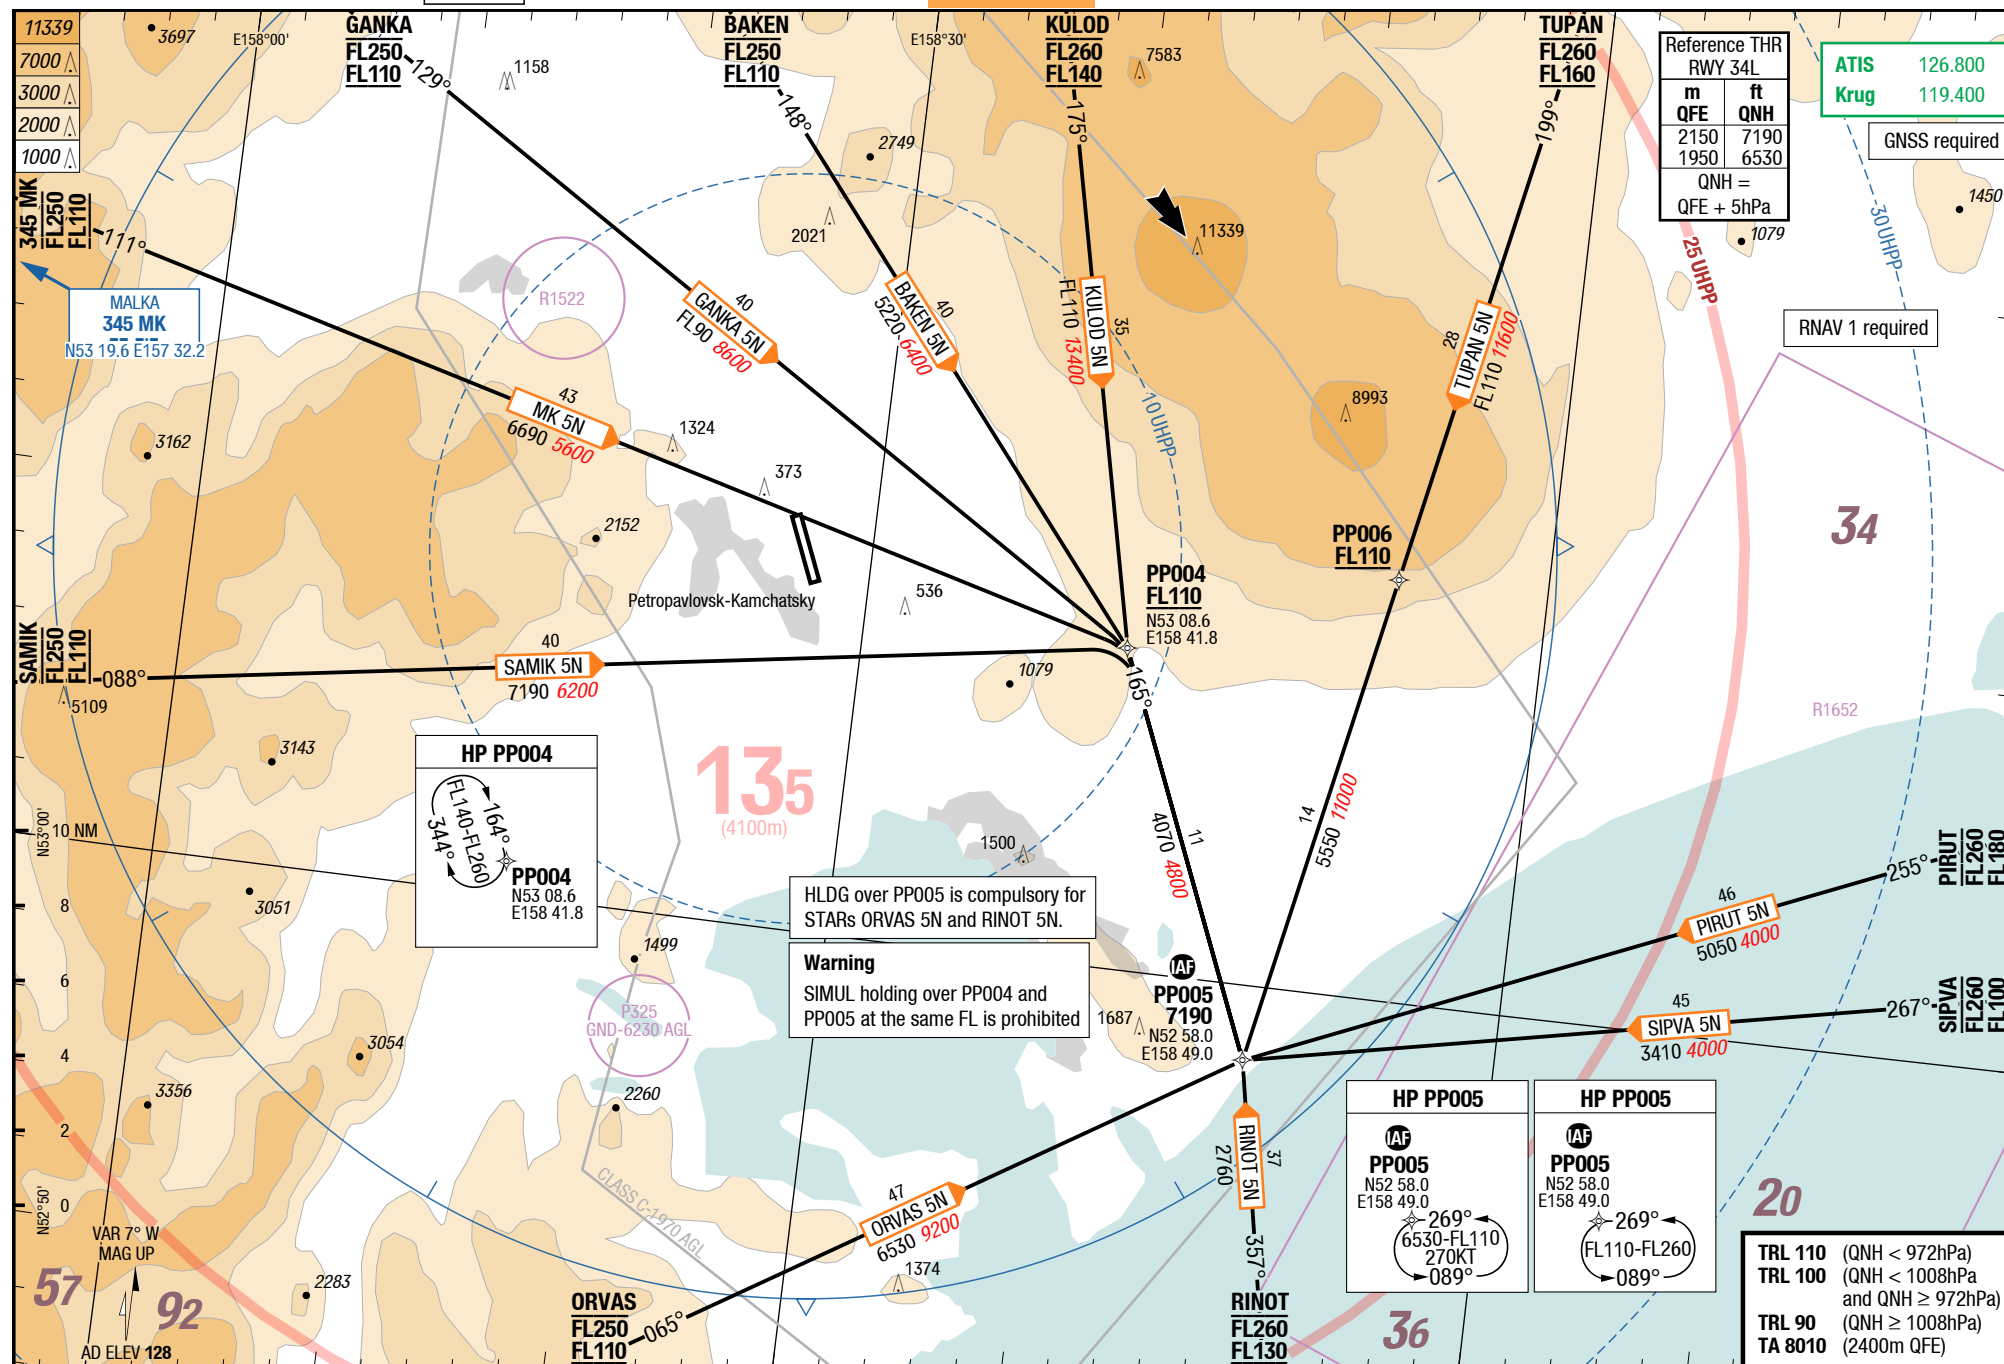 11339
7000
3000
2000
1000
3697
E158°00'
GANKA
FL250
FL110
129°
1158
BAKEN
FL250
FL110
148°
E158°30'
KULOD
FL260
FL140
175°
7583
TUPAN
FL260
FL160
199°
Reference THR
RWY 34L
m ft
QFE QNH
2150 7190
1950 6530
QNH =
QFE + 5hPa
ATIS 126.800
Krug 119.400
GNSS required
1450
1079
30 UHPP
25 UHPP
RNAV 1 required
345 MK
FL250
FL110
111°
MALKA
345 MK
N53 19.6 E157 32.2
R1522
2749
2021
11339
40
GANKA 5N
FL90 8600
40
BAKEN 5N
5220 6400
35
KULOD 5N
FL110 13400
28
TUPAN 5N
FL110 11600
10 UHPP
8993
43
MK 5N
6690 5600
1324
373
3162
2152
536
Petropavlovsk-Kamchatsky
PP006
FL110
PP004
FL110
N53 08.6
E158 41.8
34
SAMIK
FL250
FL110
088°
5109
40
SAMIK 5N
7190 6200
1079
165°
R1652
3143
HP PP004
FL140-FL260
164°
344°
PP004
N53 08.6
E158 41.8
135
(4100m)
11
4070 4800
14
5550 11000
N53°00'
10 NM
8
6
4
2
0
N52°50'
3051
1500
HLDG over PP005 is compulsory for
STARs ORVAS 5N and RINOT 5N.
Warning
SIMUL holding over PP004 and
PP005 at the same FL is prohibited
1499
P325
GND-6230 AGL
IAF
PP005
7190
N52 58.0
E158 49.0
1687
PIRUT
FL260
FL180
255°
46
PIRUT 5N
5050 4000
SIPVA
FL260
FL100
267°
45
SIPVA 5N
3410 4000
3054
3356
2260
CLASS C-1970 AGL
47
ORVAS 5N
6530 9200
37
RINOT 5N
2760
357°
RINOT
FL260
FL130
1374
ORVAS
FL250
FL110
065°
HP PP005
IAF
PP005
N52 58.0
E158 49.0
269°
6530-FL110
270KT
089°
HP PP005
IAF
PP005
N52 58.0
E158 49.0
269°
FL110-FL260
089°
20
36
VAR 7° W
MAG UP
57
92
2283
AD ELEV 128
TRL 110 (QNH < 972hPa)
TRL 100 (QNH < 1008hPa
and QNH ≥ 972hPa)
TRL 90 (QNH ≥ 1008hPa)
TA 8010 (2400m QFE)